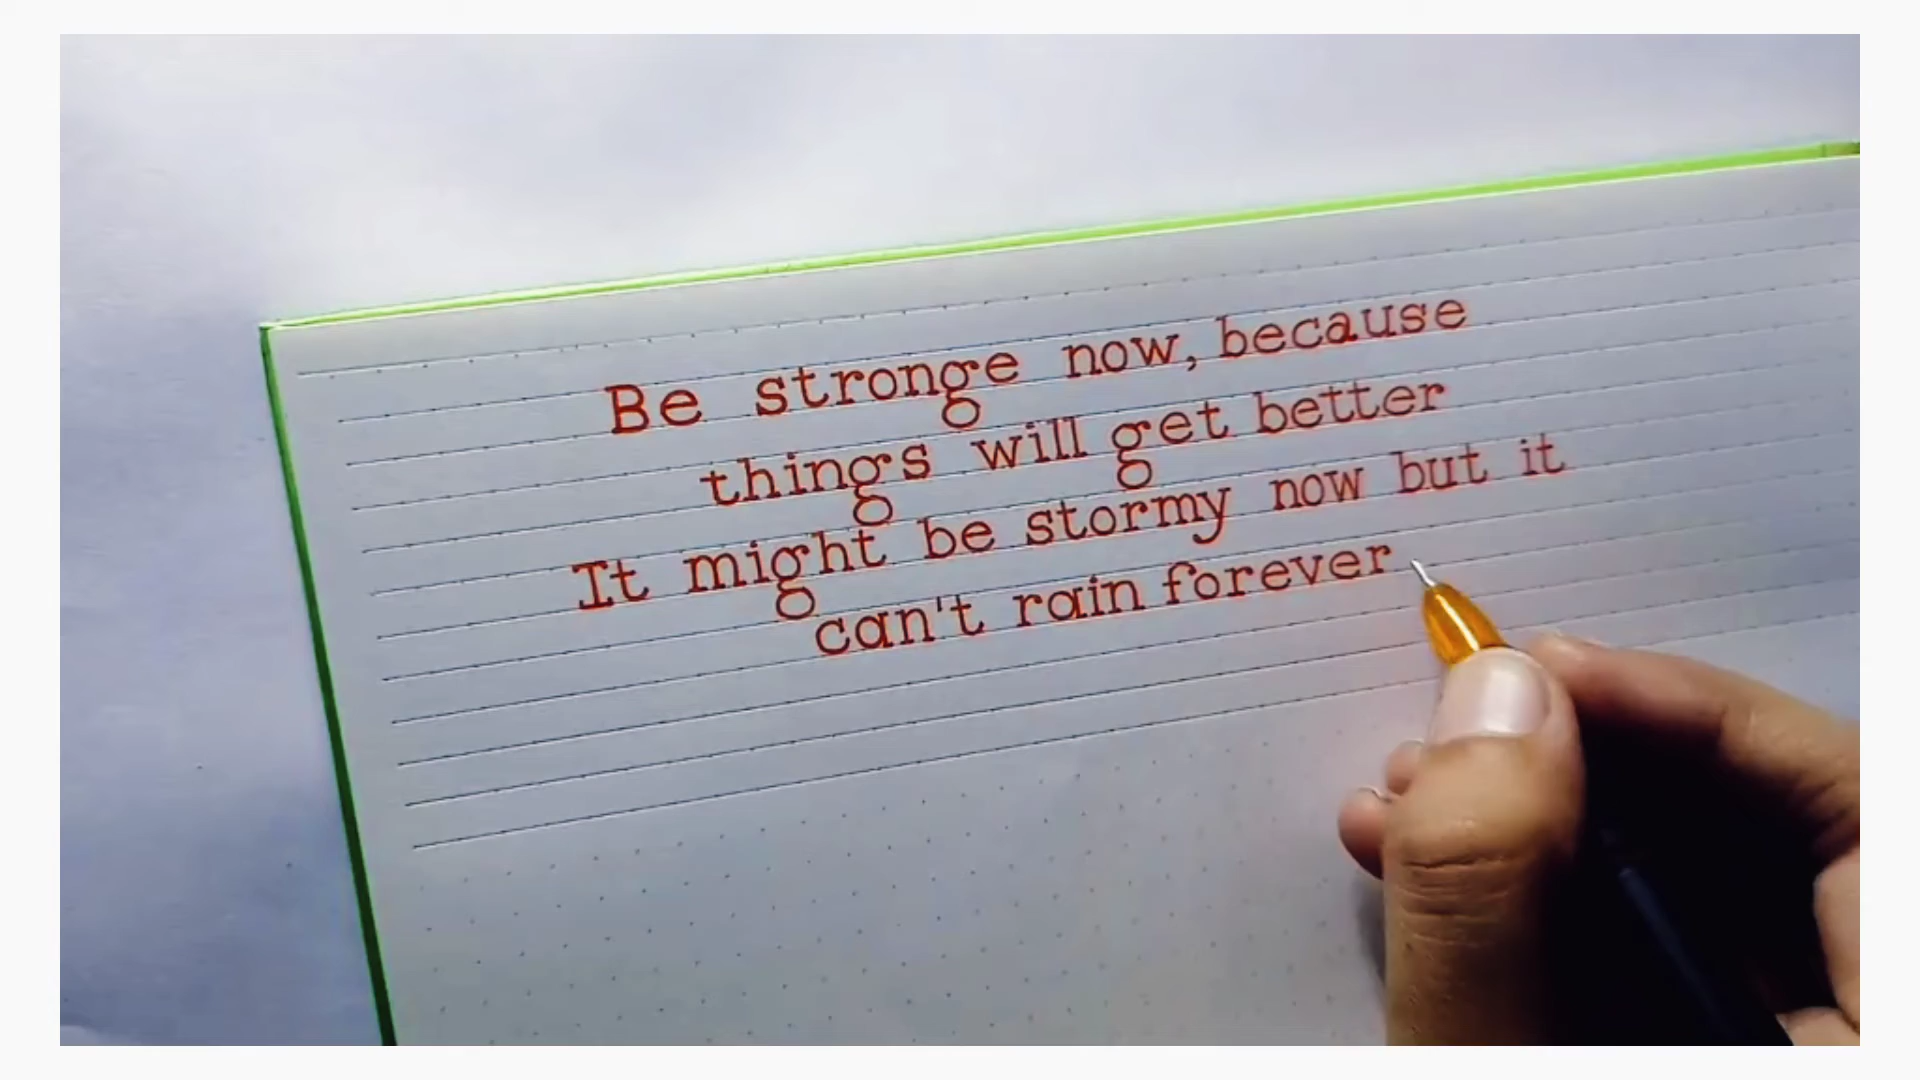 Be stronge now, because
things will get better
It might be stormy now but it
can't rain forever